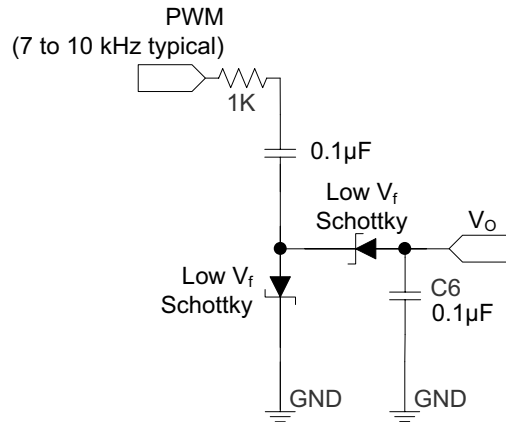 PWM
(7 to 10 kHz typical)
1K
0.1µF
Low Vf
Schottky
VO
Low Vf
Schottky
C6
0.1µF
GND
GND